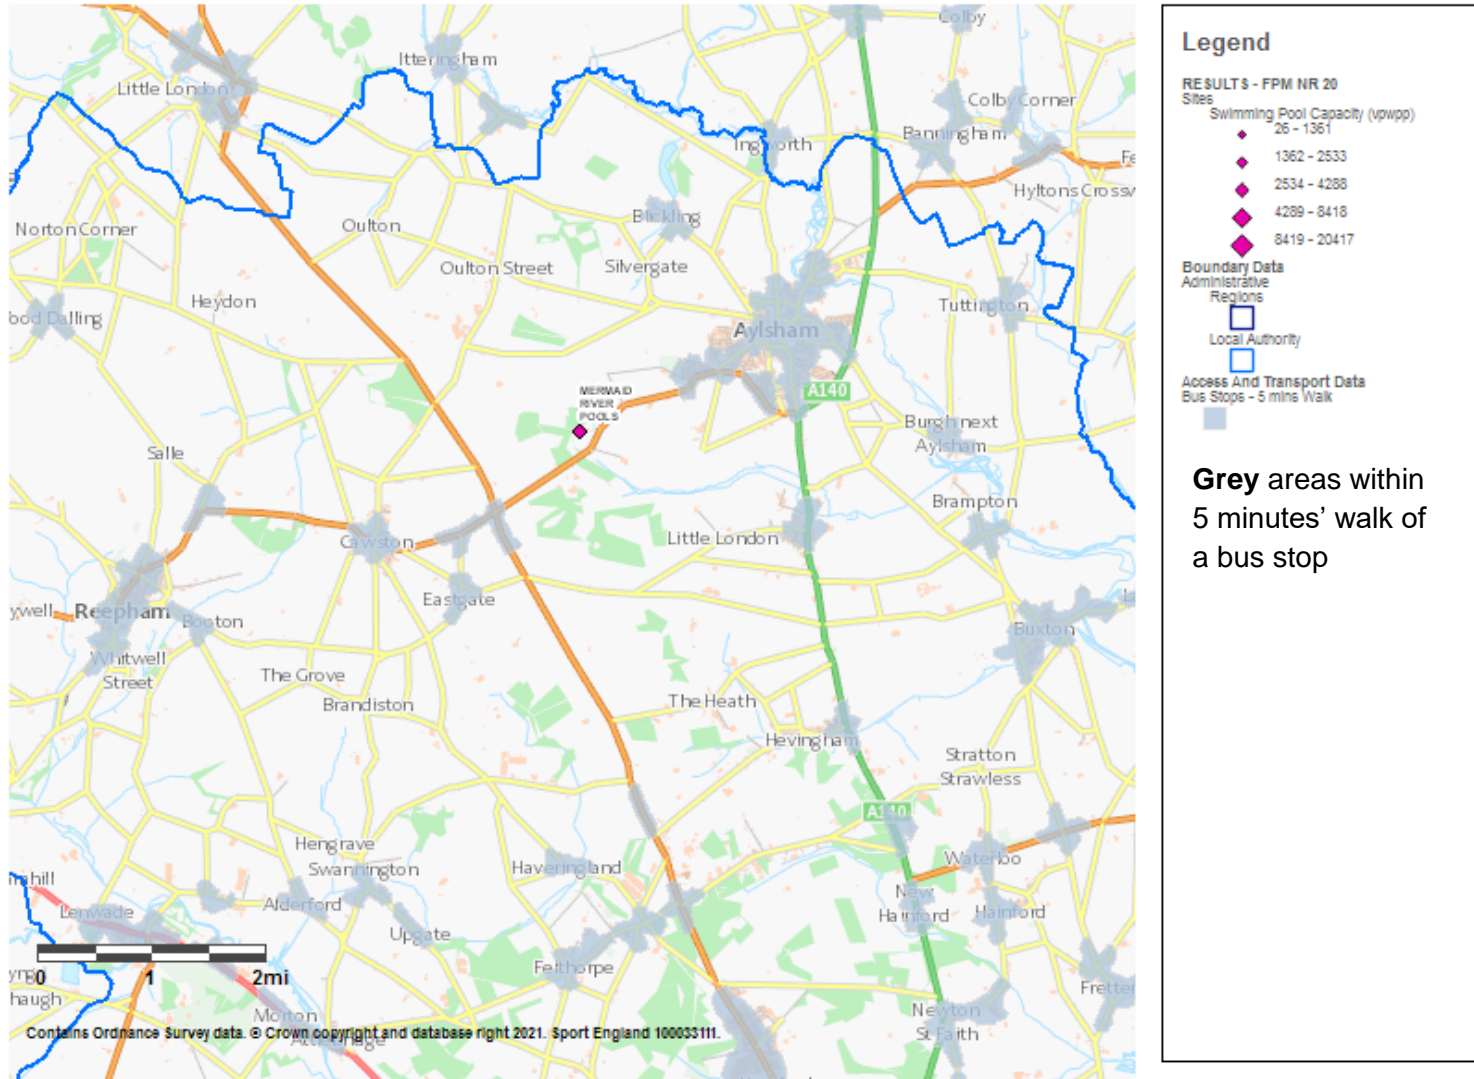 Colby
Itteringham
Little London
Colby Corner
Banningham
Ingworth
Fe
Hyltons Crossw
Blickling
Norton Corner
Oulton
Oulton Street
Silvergate
Heydon
Tuttington
ood Dalling
Aylsham
MERMAID
RIVER
POOLS
A140
Burgh next
Aylsham
Salle
Brampton
Cawston
Little London
Eastgate
ywell
Reepham
Booton
Buxton
Whitwell
Street
The Grove
The Heath
Brandiston
Hevingham
Stratton
Strawless
A140
Hengrave
Swannington
Haveringland
Waterloo
Lenwade
Alderford
New
Hainford
Hainford
Upgate
0 1 2mi
Felthorpe
haugh
Fretter
Morton
Newton
St Faith
Contains Ordnance Survey data. © Crown copyright and database right 2021. Sport England 100033111.
Legend
RESULTS - FPM NR 20
Sites
Swimming Pool Capacity (vpwpp)
26 - 1361
1362 - 2533
2534 - 4288
4289 - 8418
8419 - 20417
Boundary Data
Administrative
Regions
Local Authority
Access And Transport Data
Bus Stops - 5 mins Walk
Grey areas within
5 minutes’ walk of
a bus stop